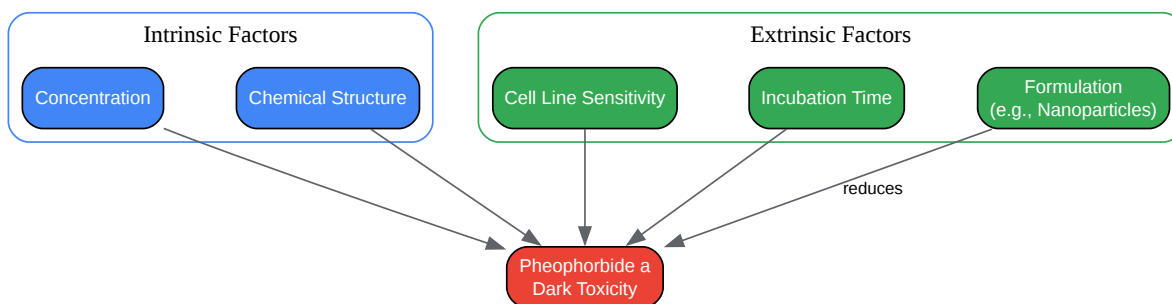 Intrinsic Factors
Extrinsic Factors
Concentration
Chemical Structure
Cell Line Sensitivity
Incubation Time
Formulation
(e.g., Nanoparticles)
reduces
Pheophorbide a
Dark Toxicity